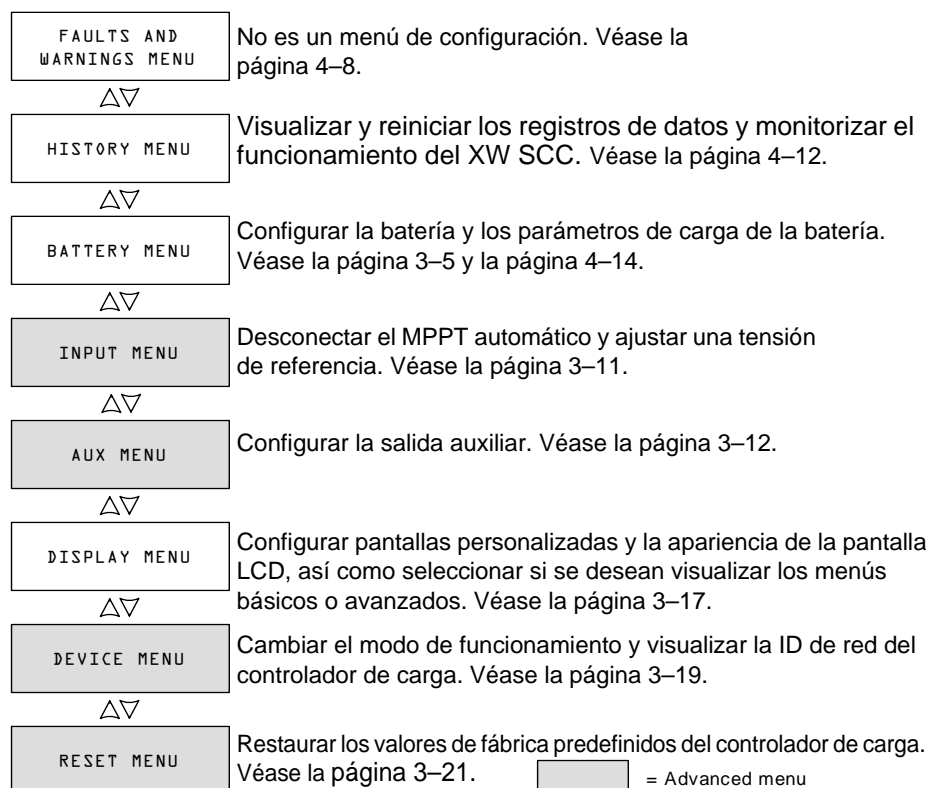 FAULTS AND
WARNINGS MENU
No es un menú de configuración. Véase la
página 4–8.
HISTORY MENU
Visualizar y reiniciar los registros de datos y monitorizar el
funcionamiento del XW SCC. Véase la página 4–12.
BATTERY MENU
Configurar la batería y los parámetros de carga de la batería.
Véase la página 3–5 y la página 4–14.
INPUT MENU
Desconectar el MPPT automático y ajustar una tensión
de referencia. Véase la página 3–11.
AUX MENU
Configurar la salida auxiliar. Véase la página 3–12.
DISPLAY MENU
Configurar pantallas personalizadas y la apariencia de la pantalla
LCD, así como seleccionar si se desean visualizar los menús
básicos o avanzados. Véase la página 3–17.
DEVICE MENU
Cambiar el modo de funcionamiento y visualizar la ID de red del
controlador de carga. Véase la página 3–19.
RESET MENU
Restaurar los valores de fábrica predefinidos del controlador de carga.
Véase la página 3–21.
= Advanced menu